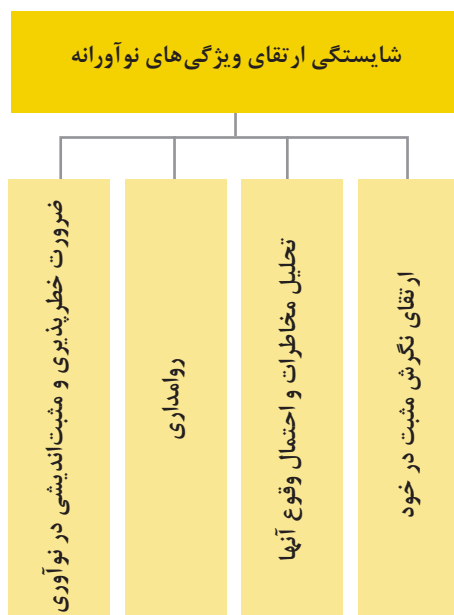 شایستگی ارتقای ویژگی‌های نوآورانه
ارتقای نگرش مثبت در خود
تحلیل مخاطرات و احتمال وقوع آنها
روامداری
ضرورت خطرپذیری و مثبت‌اندیشی در نوآوری